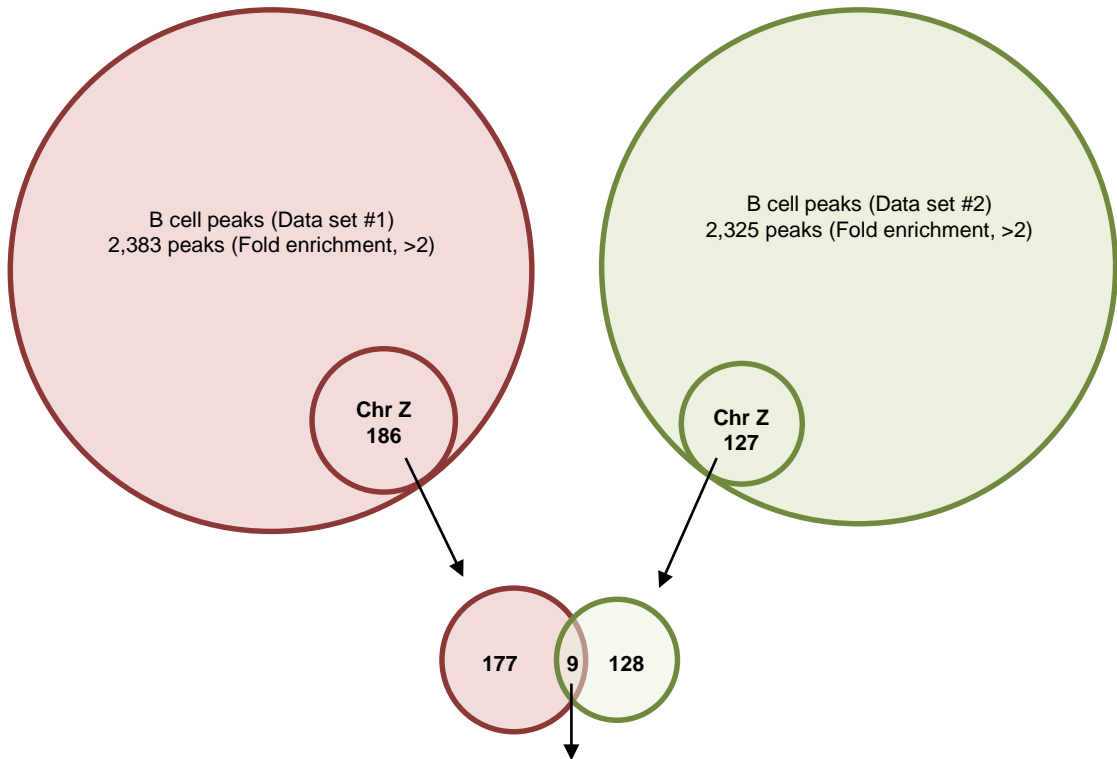 B cell peaks (Data set #1)
2,383 peaks (Fold enrichment, >2)
B cell peaks (Data set #2)
2,325 peaks (Fold enrichment, >2)
Chr Z
186
Chr Z
127
177
9
128